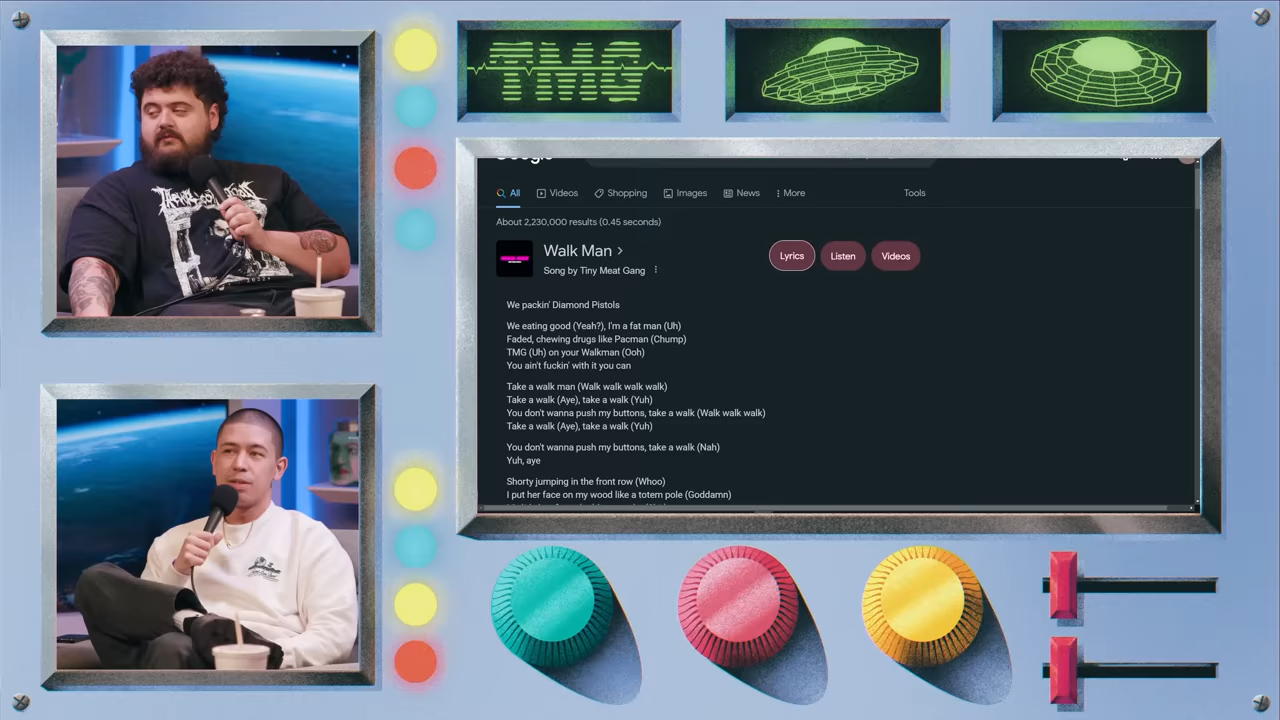 TMG
Google
All
Videos
Shopping
Images
News
More
Tools
About 2,230,000 results (0.45 seconds)
Walk Man
Song by Tiny Meat Gang
Lyrics
Listen
Videos
We packin' Diamond Pistols
We eating good (Yeah?), I'm a fat man (Uh)
Faded, chewing drugs like Pacman (Chump)
TMG (Uh) on your Walkman (Ooh)
You ain't fuckin' with it you can
Take a walk man (Walk walk walk walk)
Take a walk (Aye), take a walk (Yuh)
You don't wanna push my buttons, take a walk (Walk walk walk)
Take a walk (Aye), take a walk (Yuh)
You don't wanna push my buttons, take a walk (Nah)
Yuh, aye
Shorty jumping in the front row (Whoo)
I put her face on my wood like a totem pole (Goddamn)